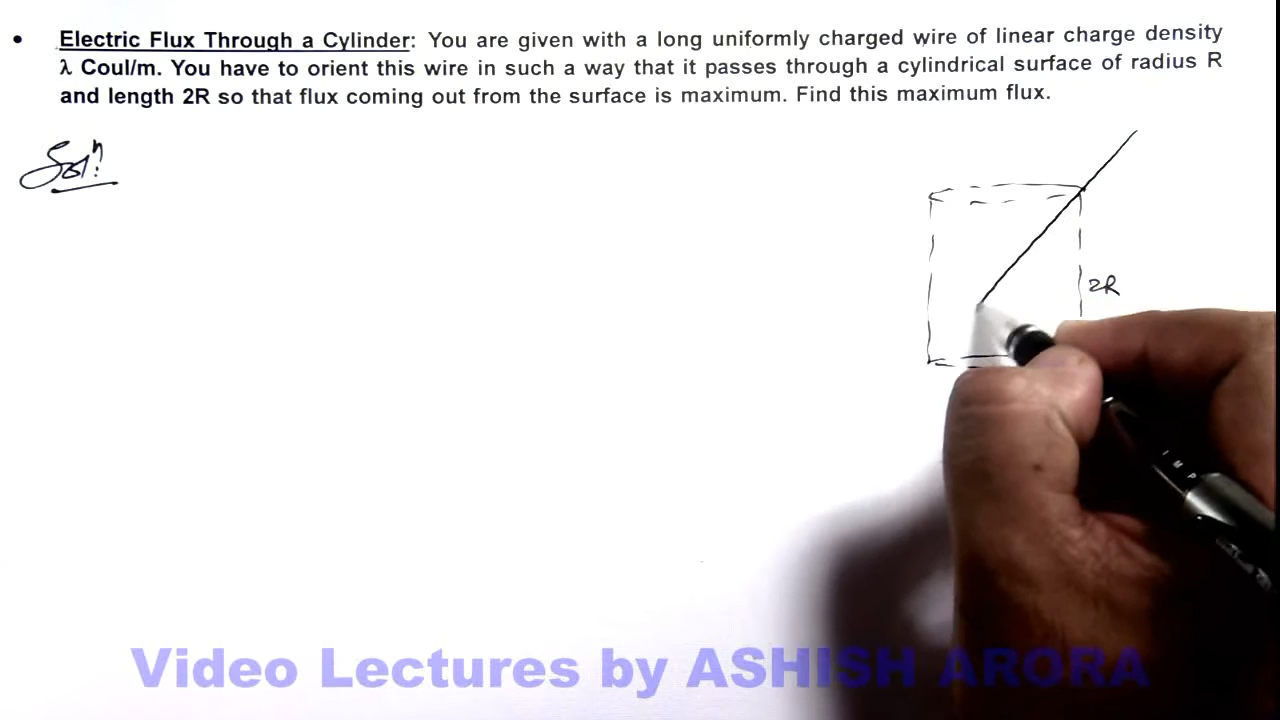 • Electric Flux Through a Cylinder: You are given with a long uniformly charged wire of linear charge density
λ Coul/m. You have to orient this wire in such a way that it passes through a cylindrical surface of radius R
and length 2R so that flux coming out from the surface is maximum. Find this maximum flux.
Solⁿ:
2R
IMP
Video Lectures by ASHISH ARORA